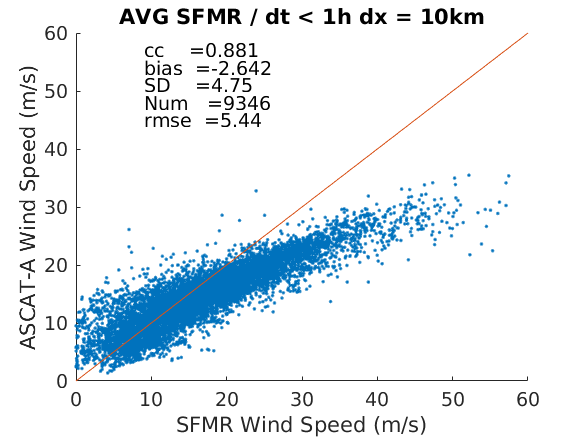 AVG SFMR / dt < 1h dx = 10km
cc =0.881
bias =-2.642
SD =4.75
Num =9346
rmse =5.44
60
50
40
30
20
10
0
ASCAT-A Wind Speed (m/s)
0 10 20 30 40 50 60
SFMR Wind Speed (m/s)